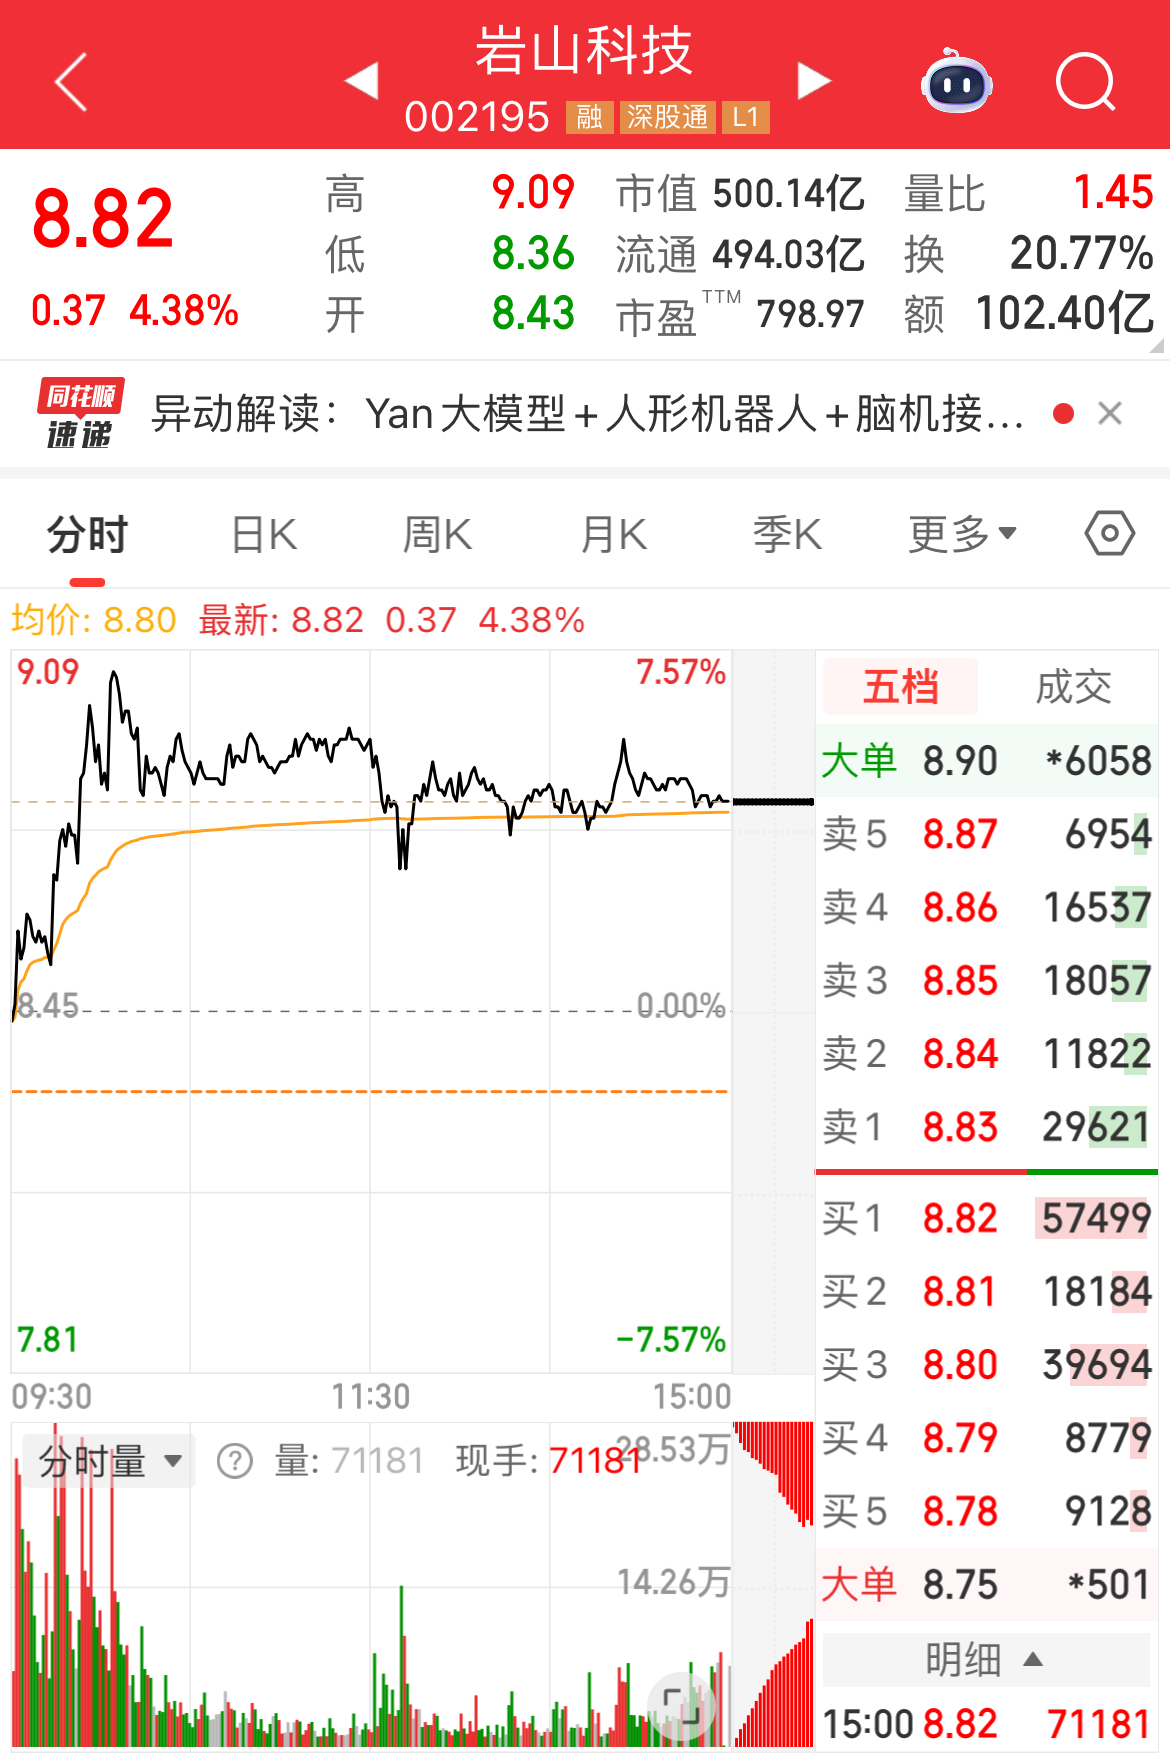 岩山科技
002195 融 深股通 L1
8.82
0.37 4.38%
高 9.09 市值 500.14亿 量比 1.45
低 8.36 流通 494.03亿 换 20.77%
开 8.43 市盈TTM 798.97 额 102.40亿
同花顺
速递
异动解读：Yan大模型+人形机器人+脑机接...
分时 日K 周K 月K 季K 更多
均价: 8.80 最新: 8.82 0.37 4.38%
9.09 7.57%
8.45 0.00%
7.81 -7.57%
09:30 11:30 15:00
分时量 ? 量: 71181 现手: 71181 28.53万
14.26万
五档 成交
大单 8.90 *6058
卖5 8.87 6954
卖4 8.86 16537
卖3 8.85 18057
卖2 8.84 11822
卖1 8.83 29621
买1 8.82 57499
买2 8.81 18184
买3 8.80 39694
买4 8.79 8779
买5 8.78 9128
大单 8.75 *501
明细
15:00 8.82 71181